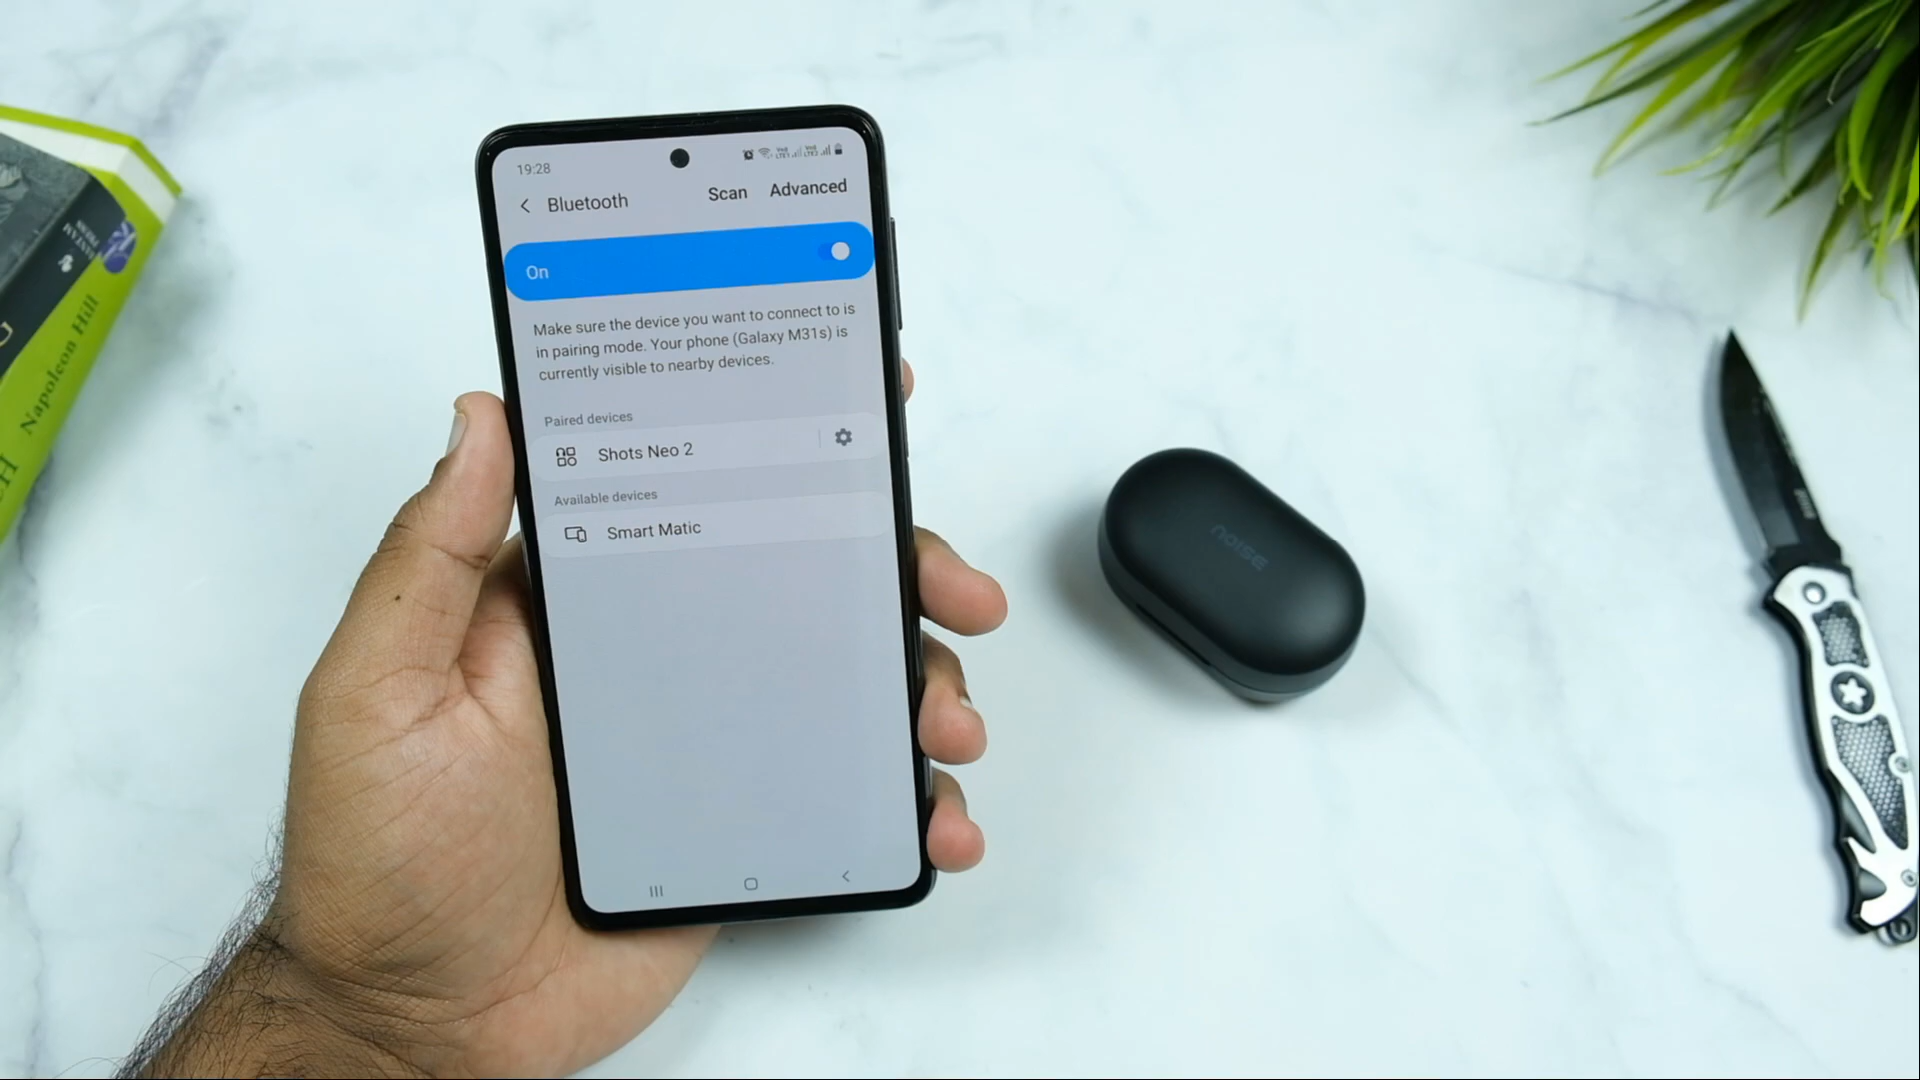 19:28
Bluetooth
Scan
Advanced
On
Make sure the device you want to connect to is
in pairing mode. Your phone (Galaxy M31s) is
currently visible to nearby devices.
Paired devices
Shots Neo 2
Available devices
Smart Matic
noise
Napoleon Hill
BANTAM
PRESS